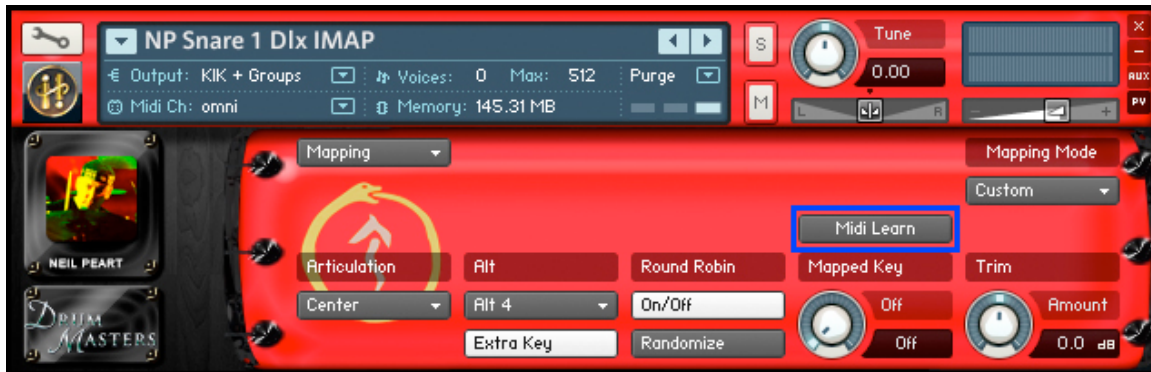 NP Snare 1 Dlx IMAP
Output: KIK + Groups
Voices: 0 Max: 512
Purge
Midi Ch: omni
Memory: 145.31 MB
S
M
Tune
0.00
L R
- +
×
-
AUX
PV
Mapping
Mapping Mode
Custom
Midi Learn
NEIL PEART
Articulation
Alt
Round Robin
Mapped Key
Trim
Center
Alt 4
On/Off
Off
Amount
Extra Key
Randomize
Off
0.0 dB
DRUM
MASTERS